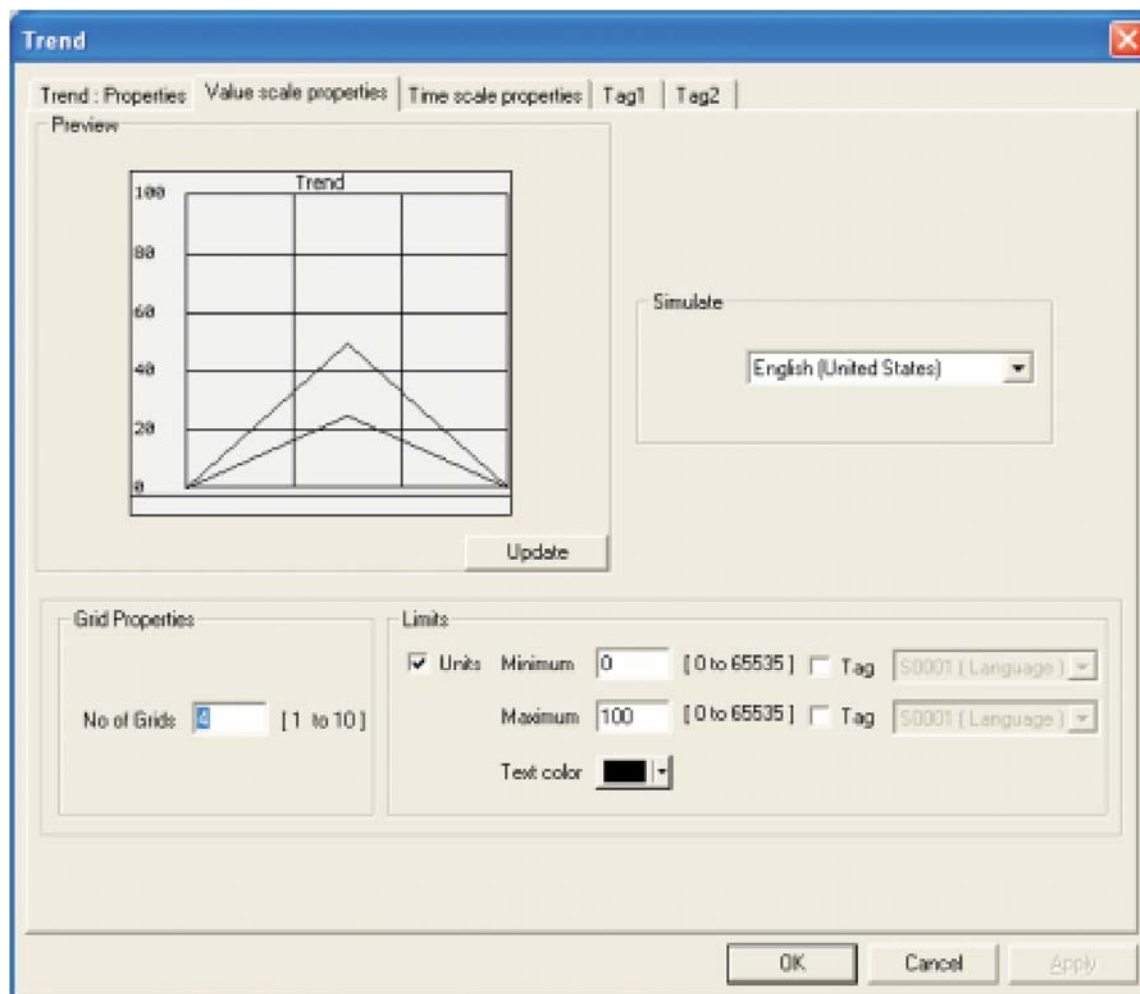 Trend
Trend : Properties
Value scale properties
Time scale properties
Tag1
Tag2
Preview
Trend
100
80
60
40
20
0
Update
Simulate
English (United States)
Grid Properties
No of Grids 4 [ 1 to 10 ]
Limits
Units Minimum 0 [ 0 to 65535 ] Tag S0001 ( Language )
Maximum 100 [ 0 to 65535 ] Tag S0001 ( Language )
Text color
OK
Cancel
Apply